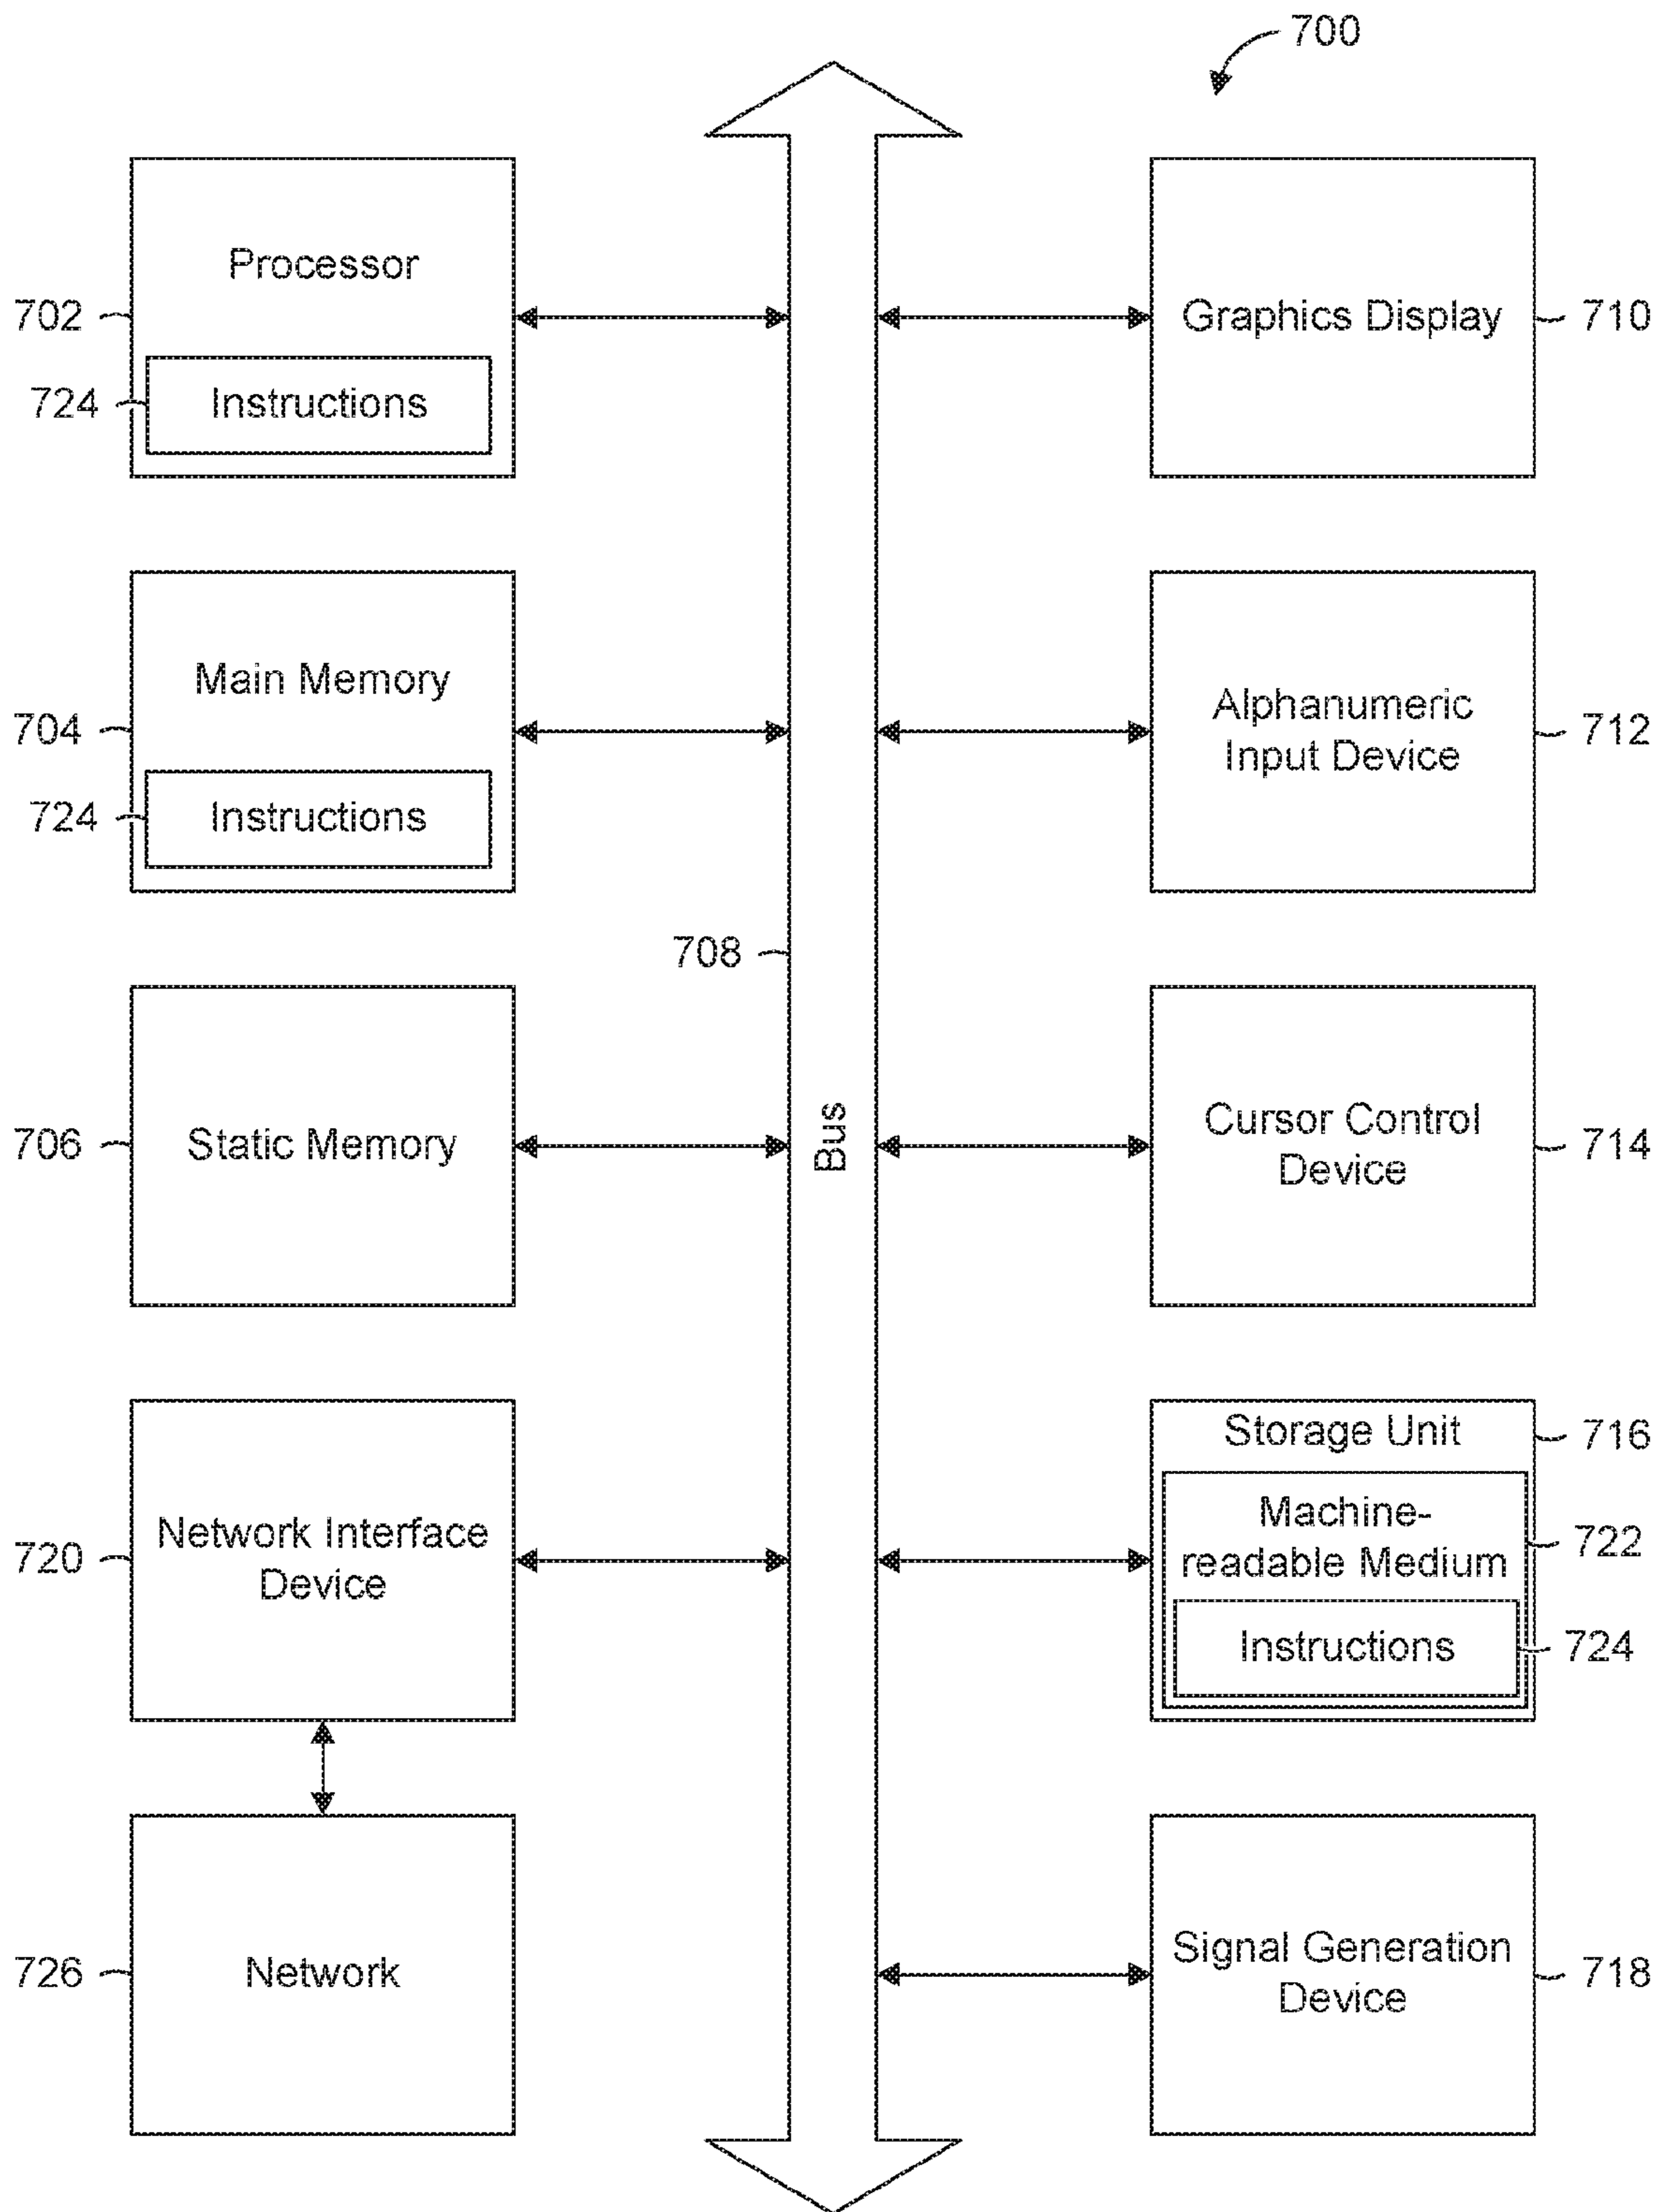 700
Processor
702
724
Instructions
Graphics Display
710
Main Memory
704
724
Instructions
Alphanumeric
Input Device
712
708
Bus
706
Static Memory
Cursor Control
Device
714
720
Network Interface
Device
Storage Unit
716
Machine-
readable Medium
722
Instructions
724
726
Network
Signal Generation
Device
718